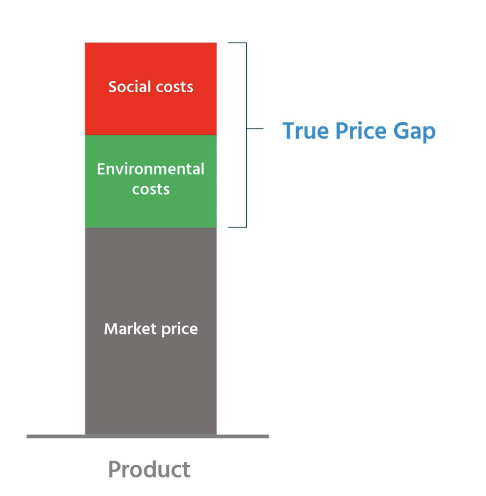 Social costs
True Price Gap
Environmental
costs
Market price
Product